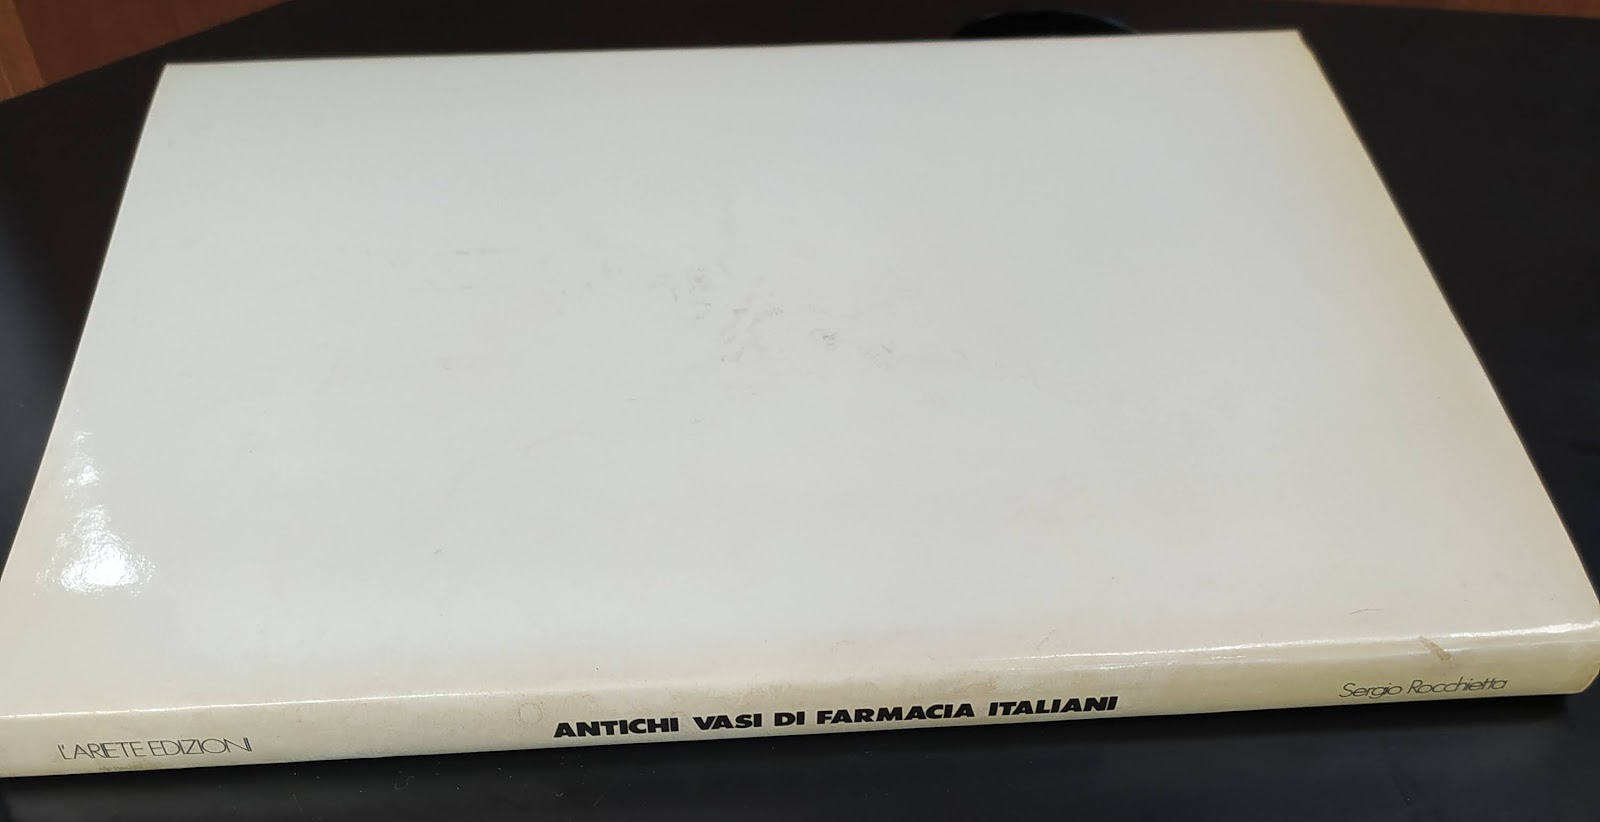 L'ARIETE EDIZIONI
ANTICHI VASI DI FARMACIA ITALIANI
Sergio Rocchietta